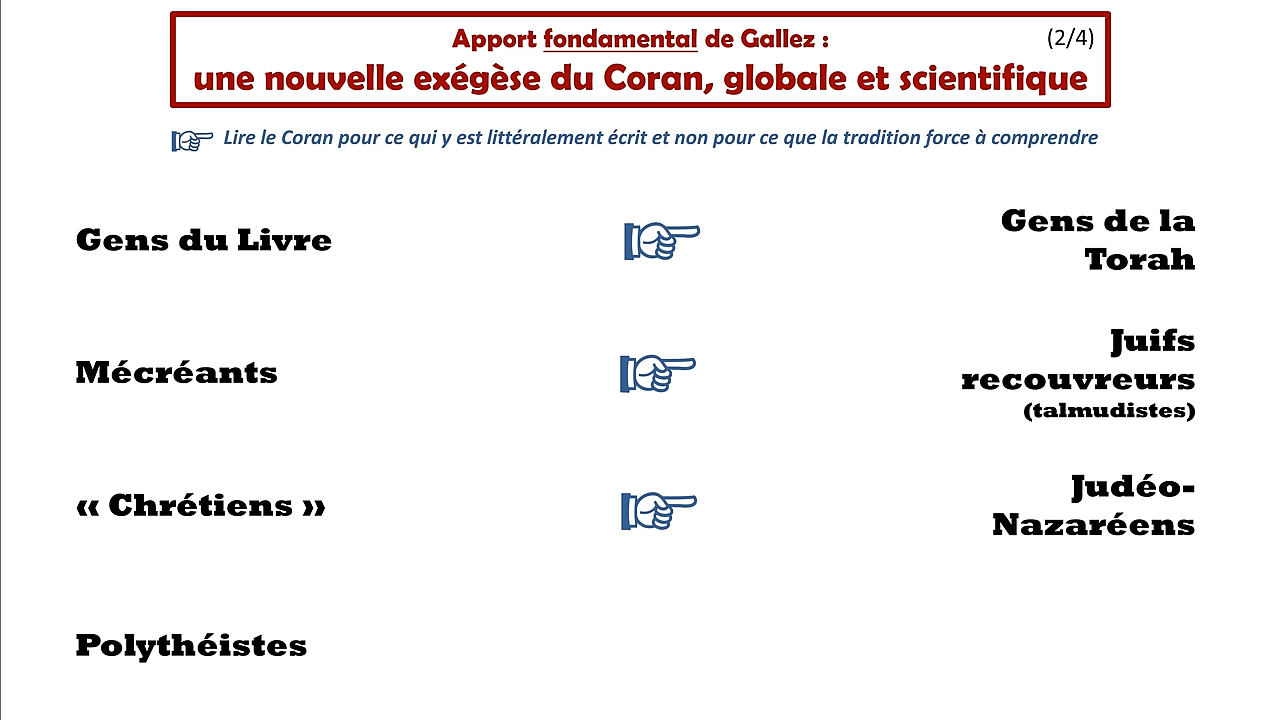 Apport fondamental de Gallez :
(2/4)
une nouvelle exégèse du Coran, globale et scientifique
Lire le Coran pour ce qui y est littéralement écrit et non pour ce que la tradition force à comprendre
Gens du Livre
Gens de la
Torah
Mécréants
Juifs
recouvreurs
(talmudistes)
« Chrétiens »
Judéo-
Nazaréens
Polythéistes